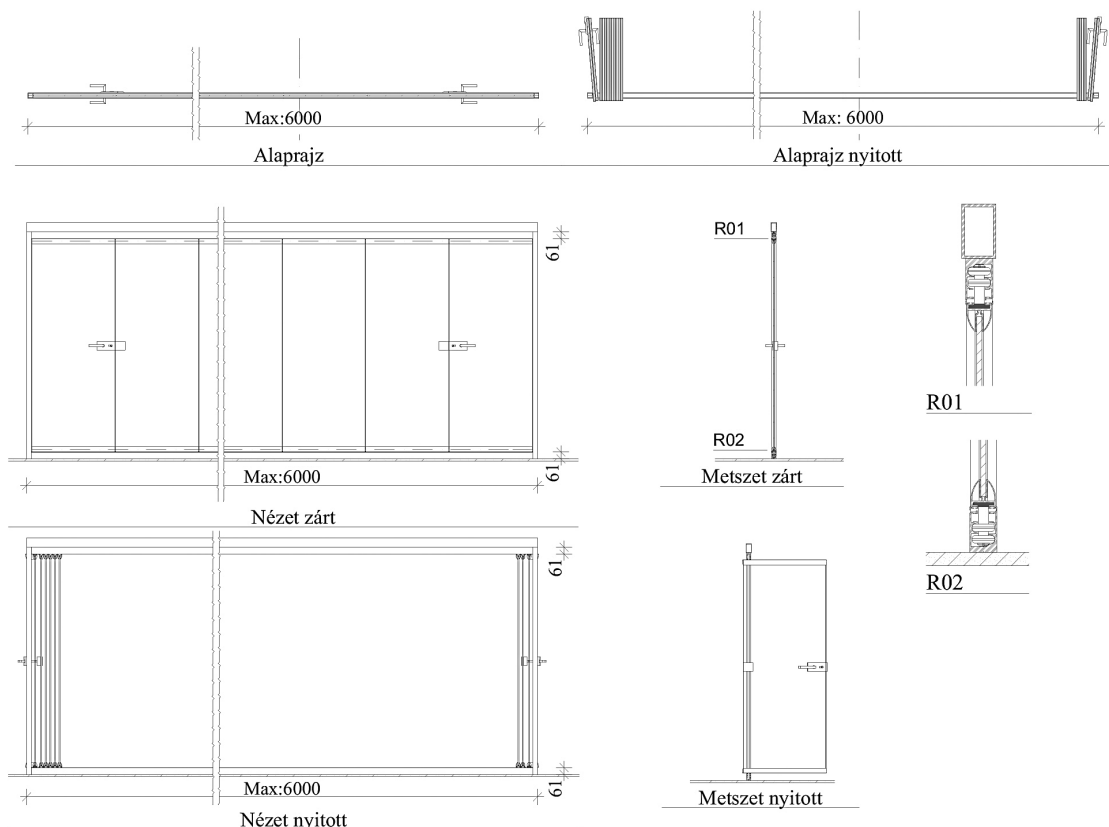 Max:6000
Max: 6000
Alaprajz
Alaprajz nyitott
61
R01
R02
61
Max:6000
Metszet zárt
Nézet zárt
R01
R02
61
61
Max:6000
Metszet nyitott
Nézet nyitott